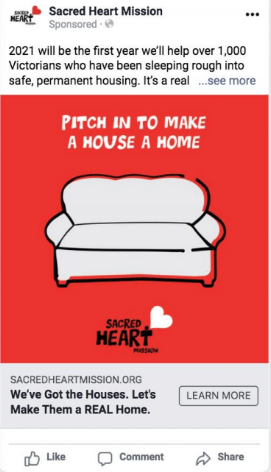 SACRED
HEART
MISSION
Sacred Heart Mission
Sponsored ·
2021 will be the first year we'll help over 1,000
Victorians who have been sleeping rough into
safe, permanent housing. It's a real ...see more
PITCH IN TO MAKE
A HOUSE A HOME
SACRED
HEART
MISSION
SACREDHEARTMISSION.ORG
We've Got the Houses. Let's
Make Them a REAL Home.
LEARN MORE
Like
Comment
Share